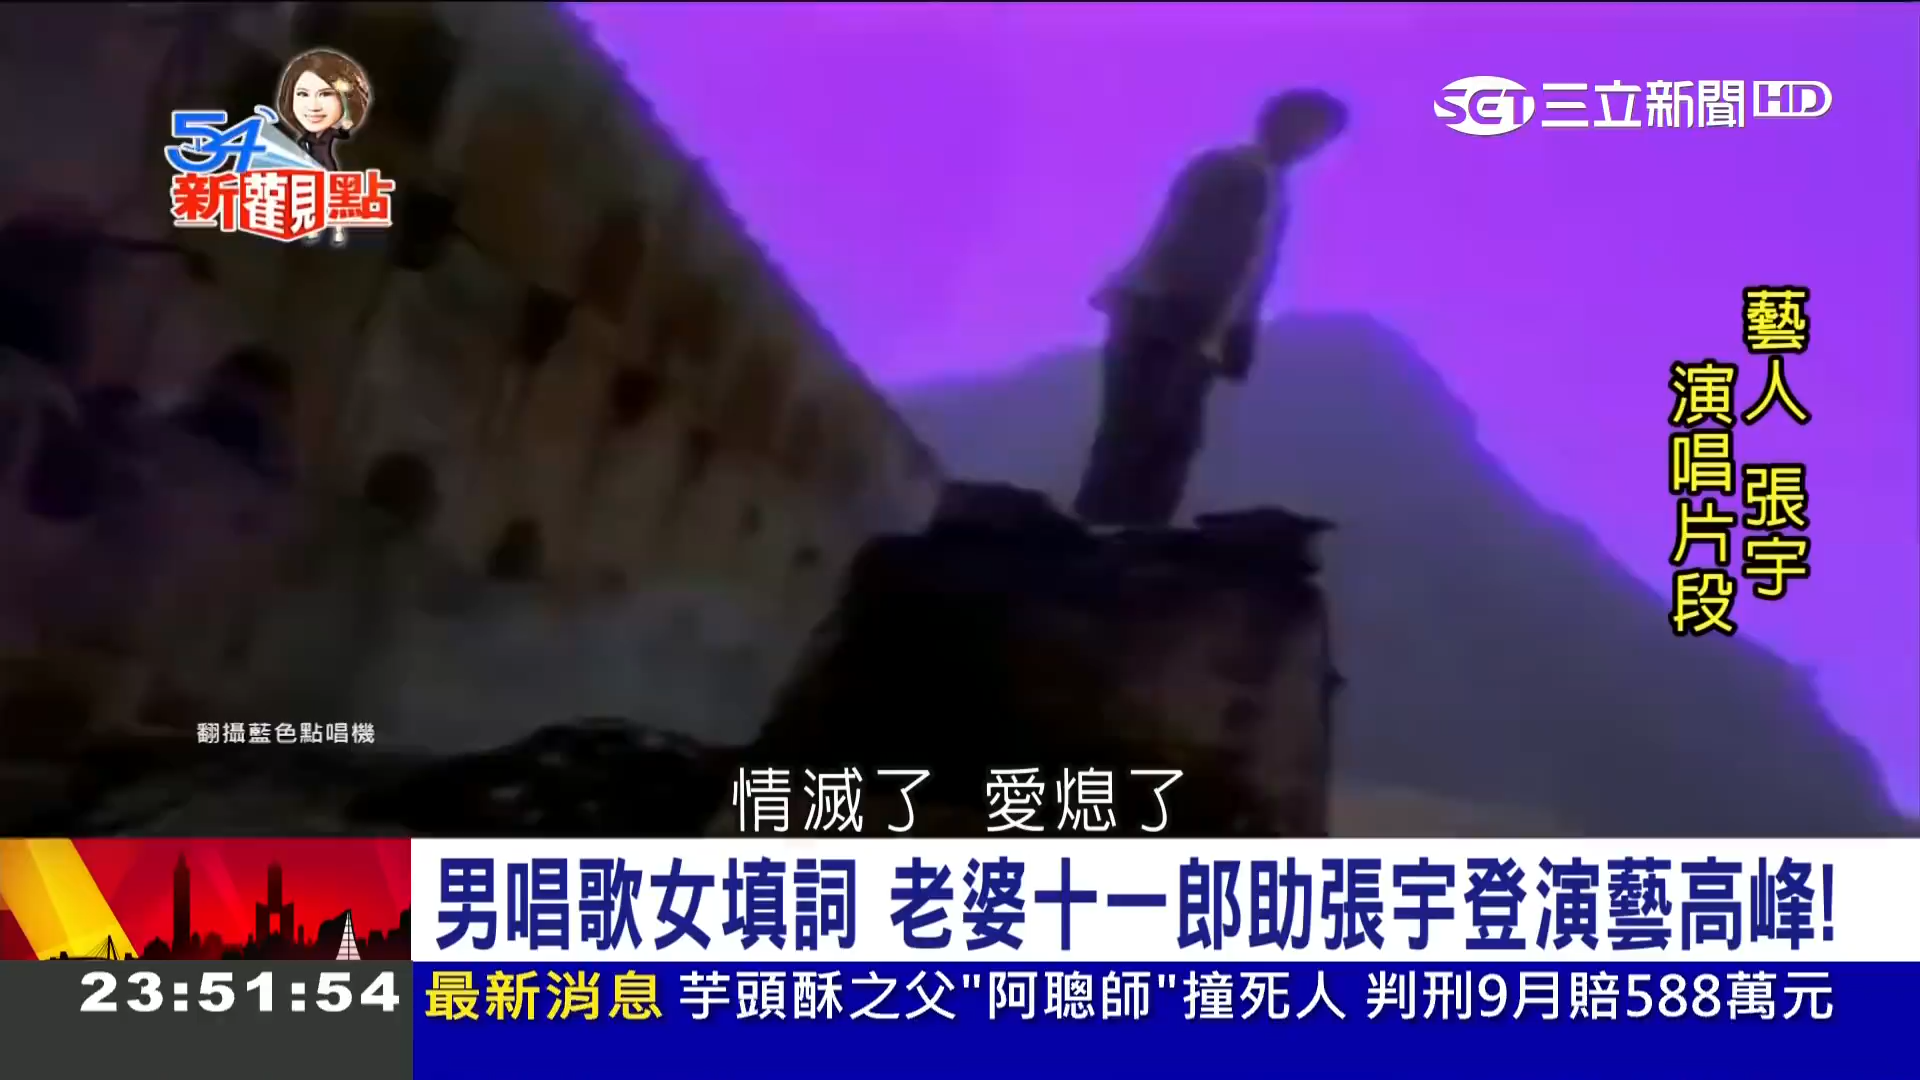 54
新觀點
SET三立新聞HD
藝人 張宇
演唱片段
翻攝藍色點唱機
情滅了 愛熄了
男唱歌女填詞 老婆十一郎助張宇登演藝高峰!
23:51:54
最新消息 芋頭酥之父"阿聰師"撞死人 判刑9月賠588萬元